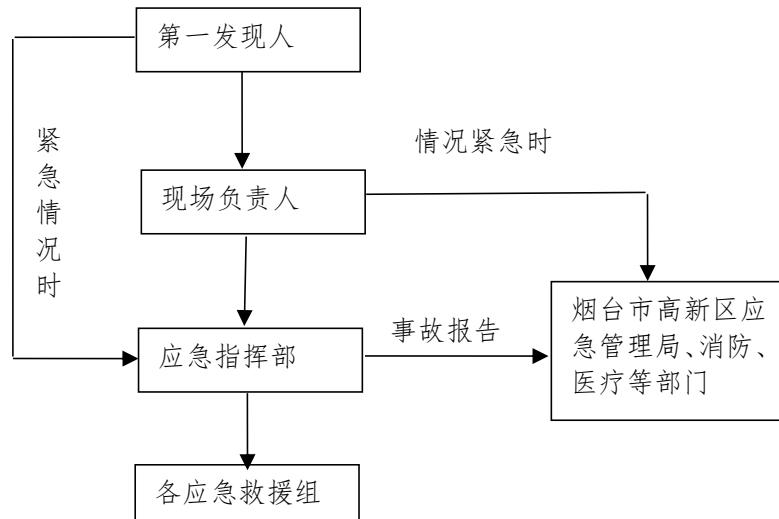 第一发现人
紧急情况时
情况紧急时
现场负责人
事故报告
应急指挥部
烟台市高新区应
急管理局、消防、
医疗等部门
各应急救援组